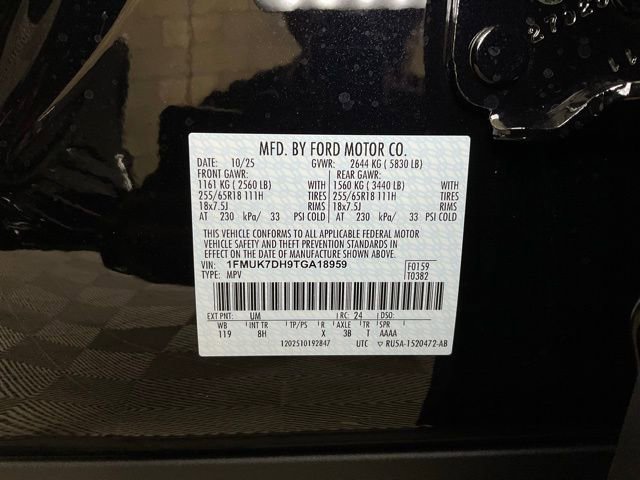 27020
MFD. BY FORD MOTOR CO.
DATE: 10/25 GVWR: 2644 KG ( 5830 LB)
FRONT GAWR: REAR GAWR:
1161 KG ( 2560 LB) WITH 1560 KG ( 3440 LB) WITH
255/65R18 111H TIRES 255/65R18 111H TIRES
18x7.5J RIMS 18x7.5J RIMS
AT 230 kPa/ 33 PSI COLD AT 230 kPa/ 33 PSI COLD
THIS VEHICLE CONFORMS TO ALL APPLICABLE FEDERAL MOTOR
VEHICLE SAFETY AND THEFT PREVENTION STANDARDS IN
EFFECT ON THE DATE OF MANUFACTURE SHOWN ABOVE.
VIN: 1FMUK7DH9TGA18959 F0159
TYPE: MPV T0382
EXT PNT: UM RC: 24 DSO:
WB INT TR TP/PS R AXLE TR SPR
119 8H X 3B T AAAA
1202510192847 UTC ▽ RU5A-1520472-AB